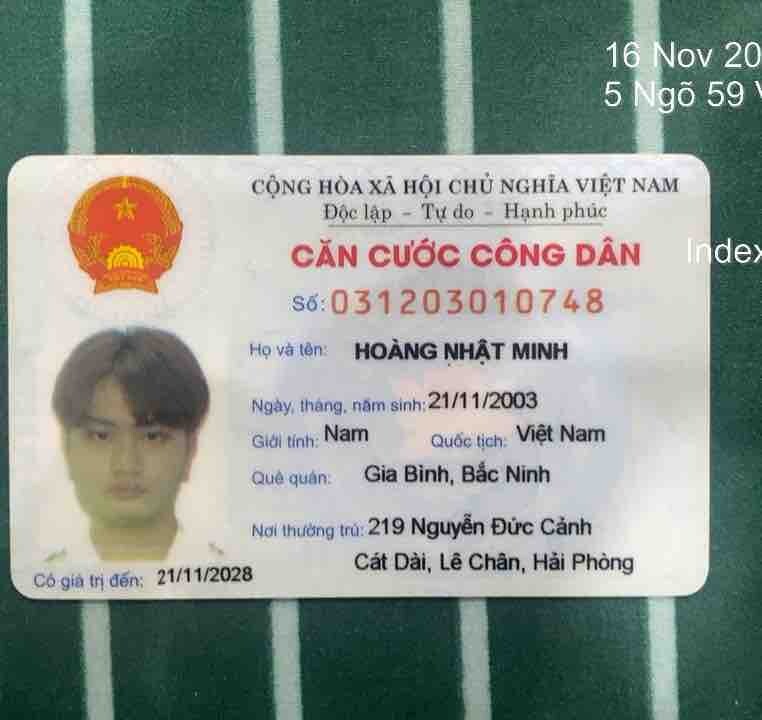 16 Nov 20
5 Ngõ 59
CỘNG HÒA XÃ HỘI CHỦ NGHĨA VIỆT NAM
Độc lập - Tự do - Hạnh phúc
CĂN CƯỚC CÔNG DÂN
Index
Số: 031203010748
Họ và tên: HOÀNG NHẬT MINH
Ngày, tháng, năm sinh: 21/11/2003
Giới tính: Nam Quốc tịch: Việt Nam
Quê quán: Gia Bình, Bắc Ninh
Nơi thường trú: 219 Nguyễn Đức Cảnh
Cát Dài, Lê Chân, Hải Phòng
Có giá trị đến: 21/11/2028